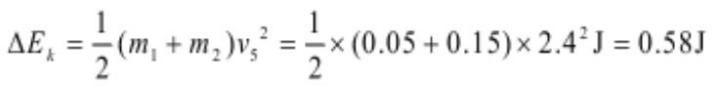 ΔE_k = 1/2 (m_1 + m_2)v_5^2 = 1/2 × (0.05 + 0.15) × 2.4^2 J = 0.58J